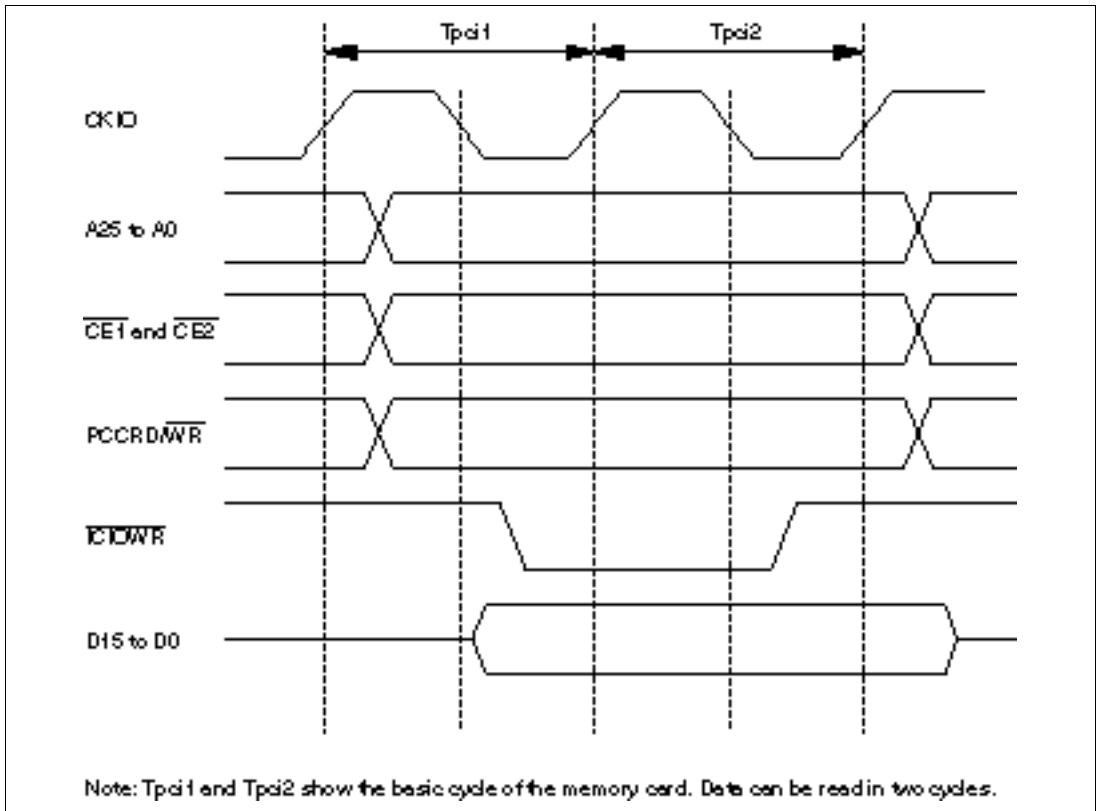 Tpci1 Tpci2
CKIO
A25 to A0
CE1 and CE2
PCCRD/WR
ICIOWR
D15 to D0
Note: Tpci1 and Tpci2 show the basic cycle of the memory card. Data can be read in two cycles.